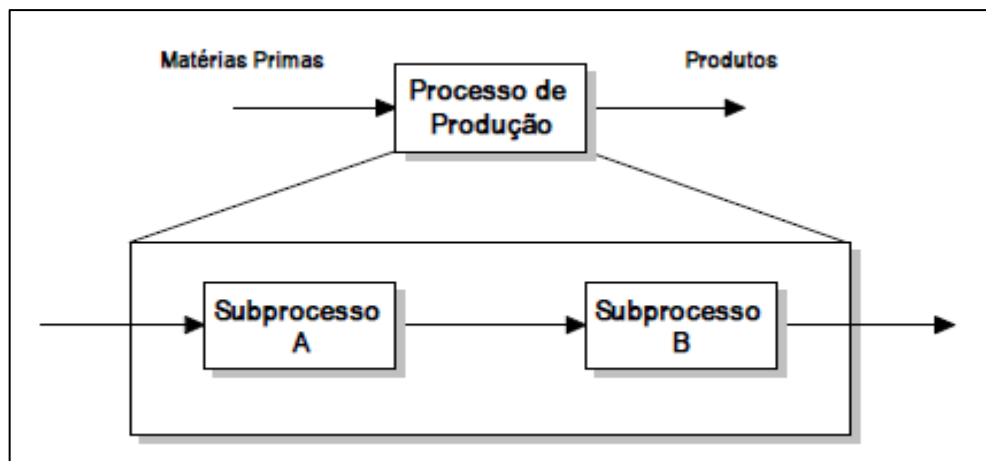 Matérias Primas
Produtos
Processo de
Produção
Subprocesso
A
Subprocesso
B